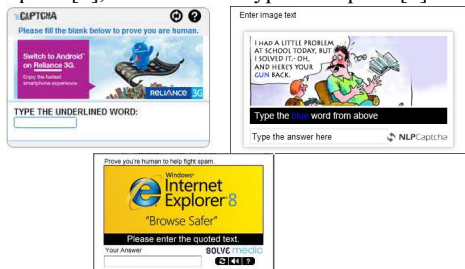 CAPTCHA
Please fill the blank below to prove you are human.
Switch to Android
on Reliance 3G.
Enjoy the fastest
smartphone experience.
RELIANCE 3G
TYPE THE UNDERLINED WORD:
Enter image text
I HAD A LITTLE PROBLEM
AT SCHOOL TODAY, BUT
I SOLVED IT.- OH,
AND HERE'S YOUR
GUN BACK.
Type the blue word from above
Type the answer here
NLPCaptcha
Prove you're human to help fight spam.
Windows
Internet
Explorer 8
"Browse Safer"
Please enter the quoted text.
Your Answer
SOLVE media
?